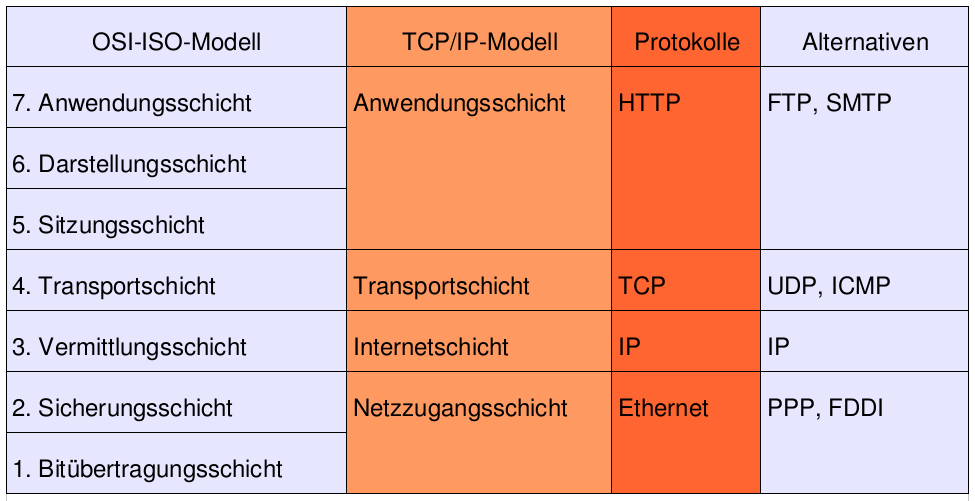 OSI-ISO-Modell TCP/IP-Modell Protokolle Alternativen
7. Anwendungsschicht Anwendungsschicht HTTP FTP, SMTP
6. Darstellungsschicht
5. Sitzungsschicht
4. Transportschicht Transportschicht TCP UDP, ICMP
3. Vermittlungsschicht Internetschicht IP IP
2. Sicherungsschicht Netzzugangsschicht Ethernet PPP, FDDI
1. Bitübertragungsschicht